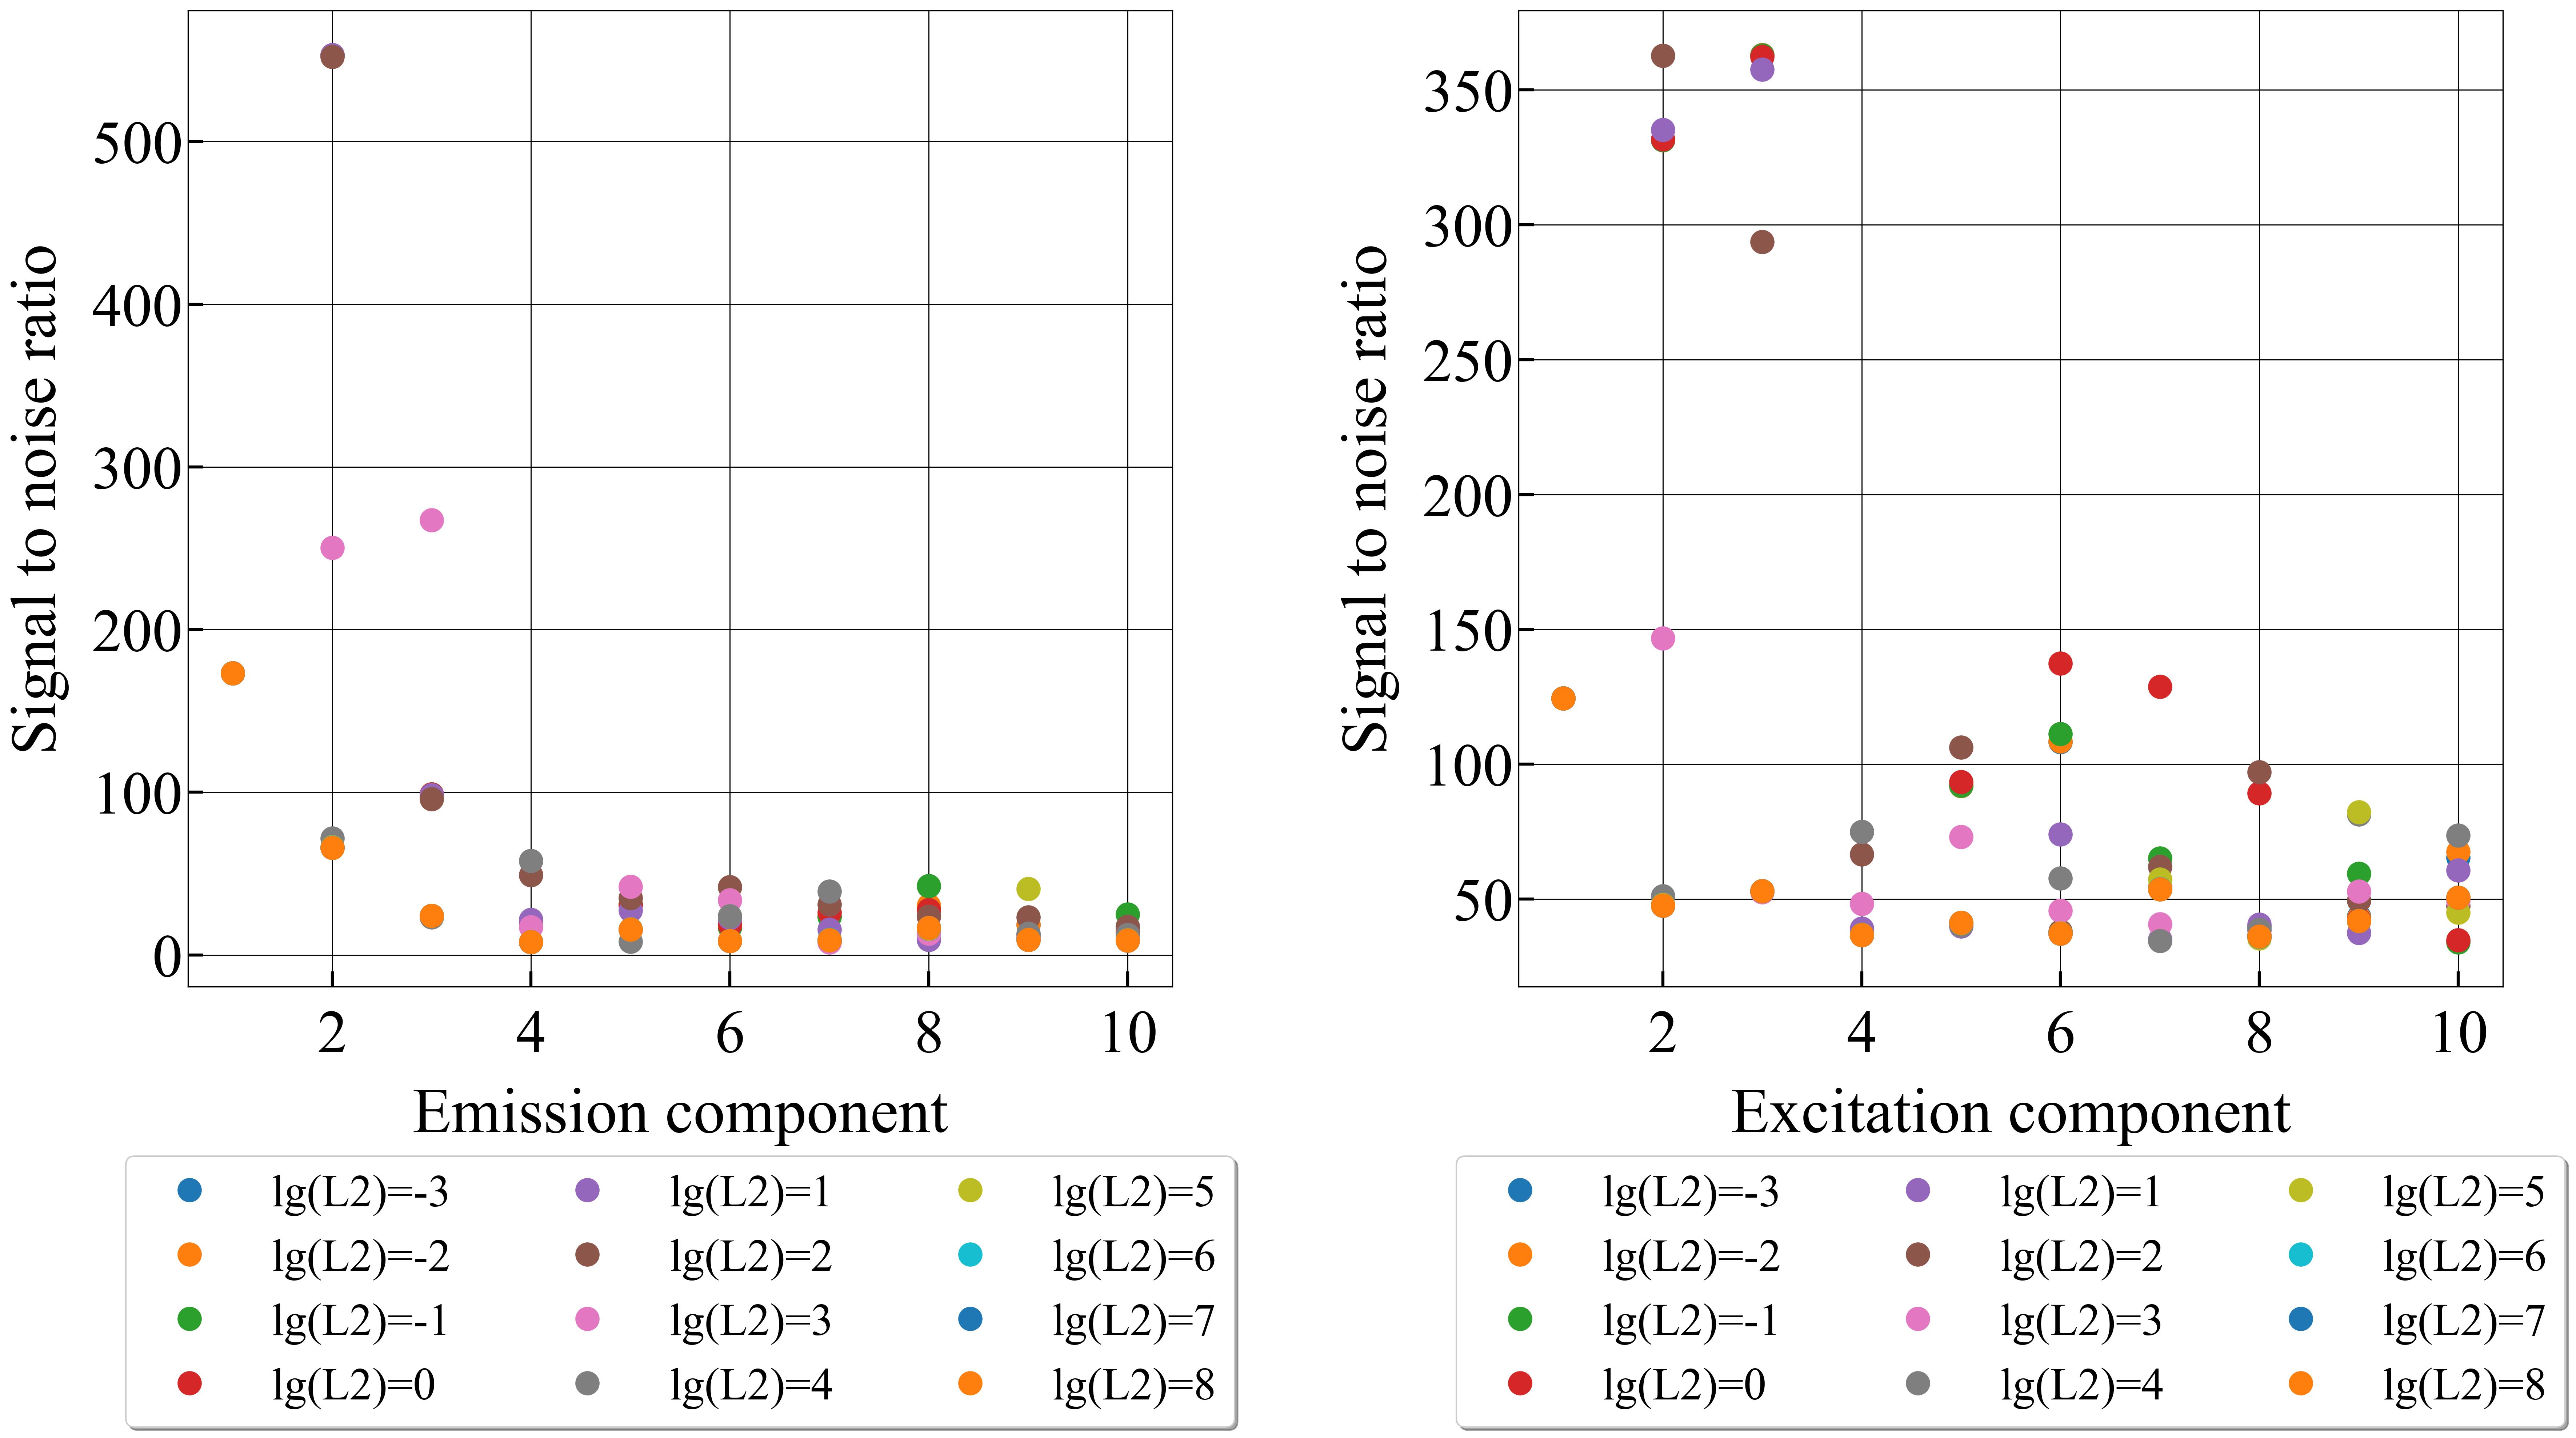 Signal to noise ratio
500
400
300
200
100
0
2 4 6 8 10
Emission component
lg(L2)=-3 lg(L2)=1 lg(L2)=5
lg(L2)=-2 lg(L2)=2 lg(L2)=6
lg(L2)=-1 lg(L2)=3 lg(L2)=7
lg(L2)=0 lg(L2)=4 lg(L2)=8
Signal to noise ratio
350
300
250
200
150
100
50
2 4 6 8 10
Excitation component
lg(L2)=-3 lg(L2)=1 lg(L2)=5
lg(L2)=-2 lg(L2)=2 lg(L2)=6
lg(L2)=-1 lg(L2)=3 lg(L2)=7
lg(L2)=0 lg(L2)=4 lg(L2)=8